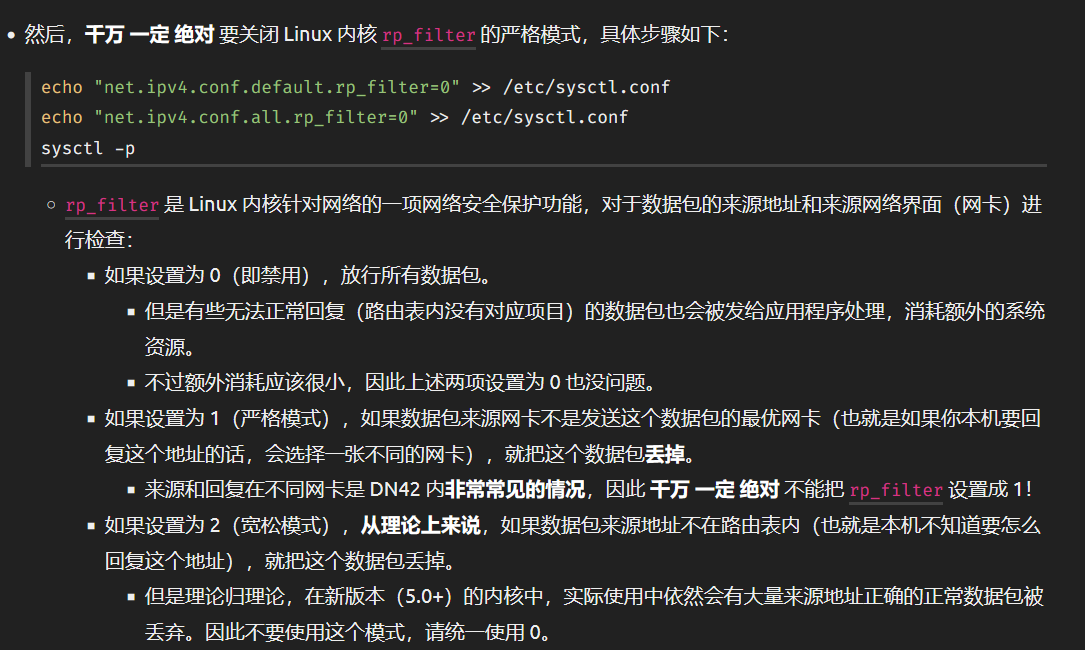 然后，千万 一定 绝对 要关闭 Linux 内核 rp_filter 的严格模式，具体步骤如下：
echo "net.ipv4.conf.default.rp_filter=0" >> /etc/sysctl.conf
echo "net.ipv4.conf.all.rp_filter=0" >> /etc/sysctl.conf
sysctl -p
rp_filter 是 Linux 内核针对网络的一项网络安全保护功能，对于数据包的来源地址和来源网络界面（网卡）进
行检查：
如果设置为 0（即禁用），放行所有数据包。
但是有些无法正常回复（路由表内没有对应项目）的数据包也会被发给应用程序处理，消耗额外的系统
资源。
不过额外消耗应该很小，因此上述两项设置为 0 也没问题。
如果设置为 1（严格模式），如果数据包来源网卡不是发送这个数据包的最优网卡（也就是如果你本机要回
复这个地址的话，会选择一张不同的网卡），就把这个数据包丢掉。
来源和回复在不同网卡是 DN42 内非常常见的情况，因此 千万 一定 绝对 不能把 rp_filter 设置成 1！
如果设置为 2（宽松模式），从理论上来说，如果数据包来源地址不在路由表内（也就是本机不知道要怎么
回复这个地址），就把这个数据包丢掉。
但是理论归理论，在新版本（5.0+）的内核中，实际使用中依然会有大量来源地址正确的正常数据包被
丢弃。因此不要使用这个模式，请统一使用 0。